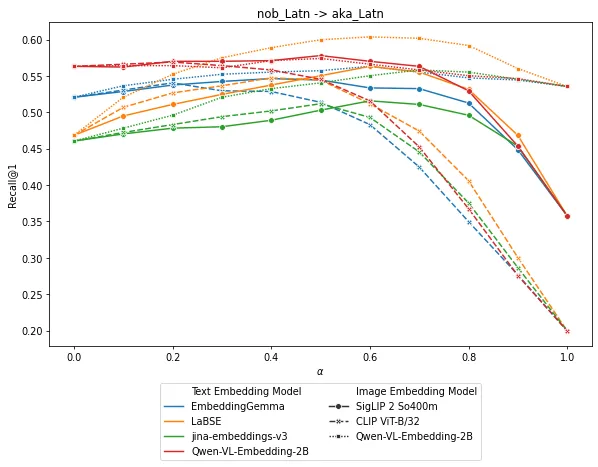 nob_Latn -> aka_Latn
0.60
0.55
0.50
0.45
0.40
0.35
0.30
0.25
0.20
Recall@1
0.0 0.2 0.4 0.6 0.8 1.0
α
Text Embedding Model Image Embedding Model
EmbeddingGemma SigLIP 2 So400m
LaBSE CLIP ViT-B/32
jina-embeddings-v3 Qwen-VL-Embedding-2B
Qwen-VL-Embedding-2B